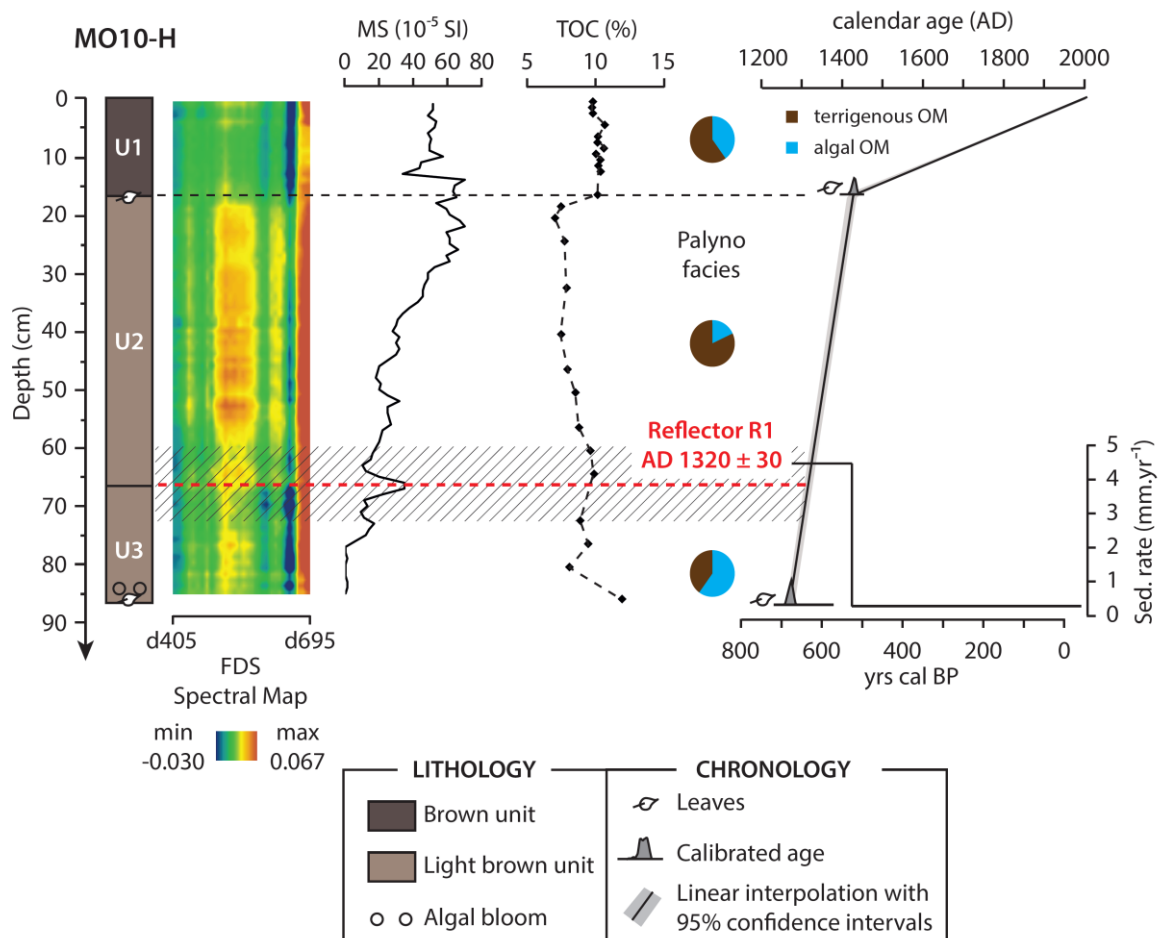 MO10-H
MS (10⁻⁵ SI)
0 20 40 60 80
TOC (%)
5 10 15
calendar age (AD)
1200 1400 1600 1800 2000
terrigenous OM
algal OM
Depth (cm)
0
10
20
30
40
50
60
70
80
90
U1
U2
U3
Palyno
facies
Reflector R1
AD 1320 ± 30
Sed. rate (mm.yr⁻¹)
5
4
3
2
1
0
800 600 400 200 0
yrs cal BP
d405 d695
FDS
Spectral Map
min max
-0.030 0.067
LITHOLOGY
Brown unit
Light brown unit
Algal bloom
CHRONOLOGY
Leaves
Calibrated age
Linear interpolation with
95% confidence intervals